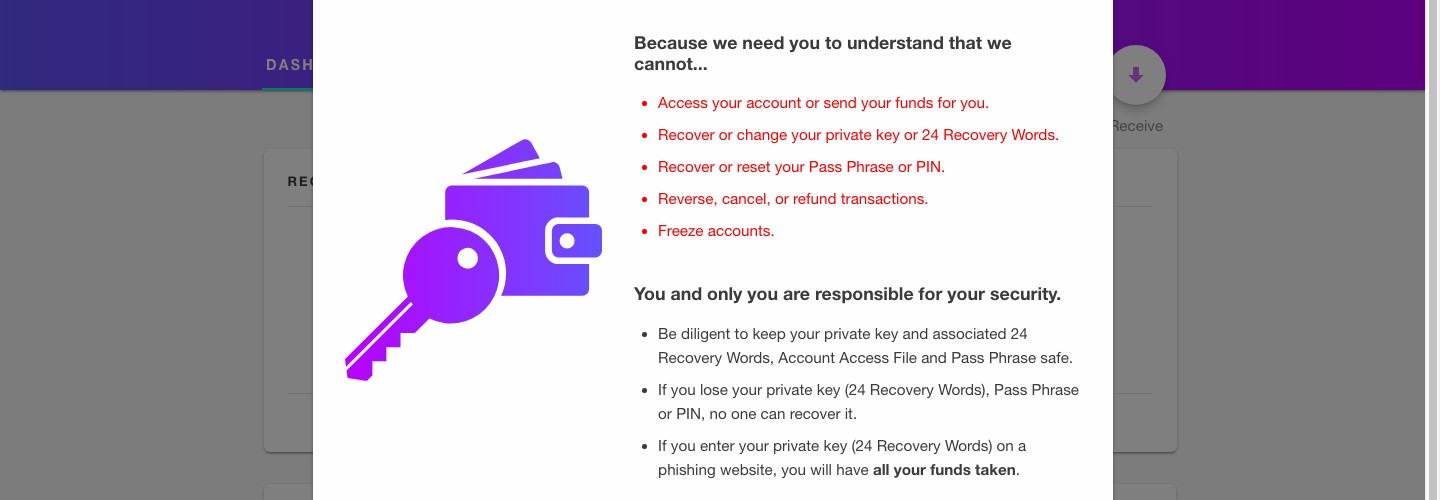 Because we need you to understand that we
cannot...
DASH
Access your account or send your funds for you.
Receive
Recover or change your private key or 24 Recovery Words.
Recover or reset your Pass Phrase or PIN.
REC
Reverse, cancel, or refund transactions.
Freeze accounts.
You and only you are responsible for your security.
Be diligent to keep your private key and associated 24
Recovery Words, Account Access File and Pass Phrase safe.
If you lose your private key (24 Recovery Words), Pass Phrase
or PIN, no one can recover it.
If you enter your private key (24 Recovery Words) on a
phishing website, you will have all your funds taken.